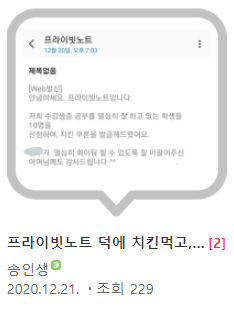 프라이빗노트
12월 20일, 오후 7:03
제목없음
[Web발신]
안녕하세요. 프라이빗노트입니다.
저희 수강생중 공부를 열심히 잘 하고 있는 학생들
10명을
선정하여, 치킨 쿠폰을 발급해드렸어요.
가 열심히 화이팅 할 수 있도록 잘 이끌어주신
어머님께도 감사드립니다 ^^
프라이빗노트 덕에 치킨먹고,... [2]
송인생
2020.12.21. · 조회 229